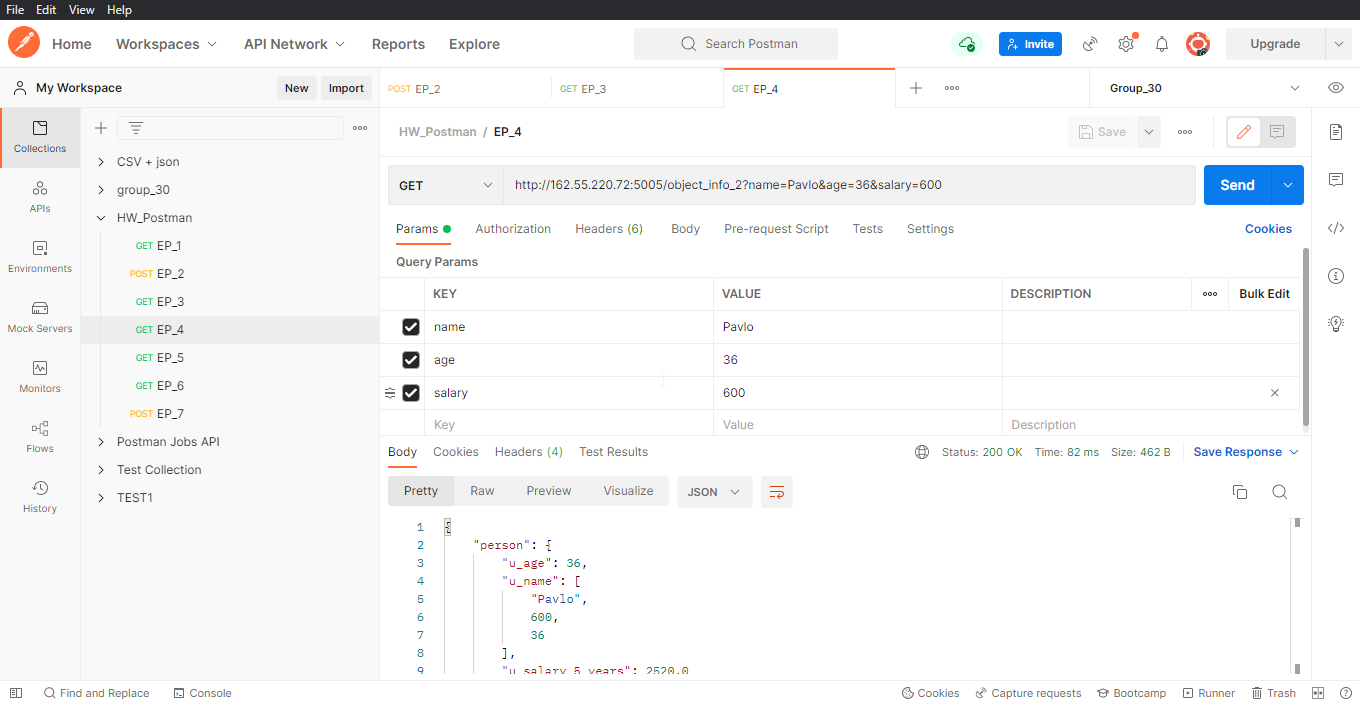 File Edit View Help
Home Workspaces API Network Reports Explore Search Postman Invite Upgrade
My Workspace New Import POST EP_2 GET EP_3 GET EP_4 Group_30
Collections
APIs
Environments
Mock Servers
Monitors
Flows
History
CSV + json
group_30
HW_Postman
GET EP_1
POST EP_2
GET EP_3
GET EP_4
GET EP_5
GET EP_6
POST EP_7
Postman Jobs API
Test Collection
TEST1
HW_Postman / EP_4 Save
GET http://162.55.220.72:5005/object_info_2?name=Pavlo&age=36&salary=600 Send
Params Authorization Headers (6) Body Pre-request Script Tests Settings Cookies
Query Params
KEY VALUE DESCRIPTION Bulk Edit
name Pavlo
age 36
salary 600
Key Value Description
Body Cookies Headers (4) Test Results Status: 200 OK Time: 82 ms Size: 462 B Save Response
Pretty Raw Preview Visualize JSON
1 {
2 "person": {
3 "u_age": 36,
4 "u_name": [
5 "Pavlo",
6 600,
7 36
8 ],
9 "u_salary_5_years": 2520.0
Find and Replace Console Cookies Capture requests Bootcamp Runner Trash